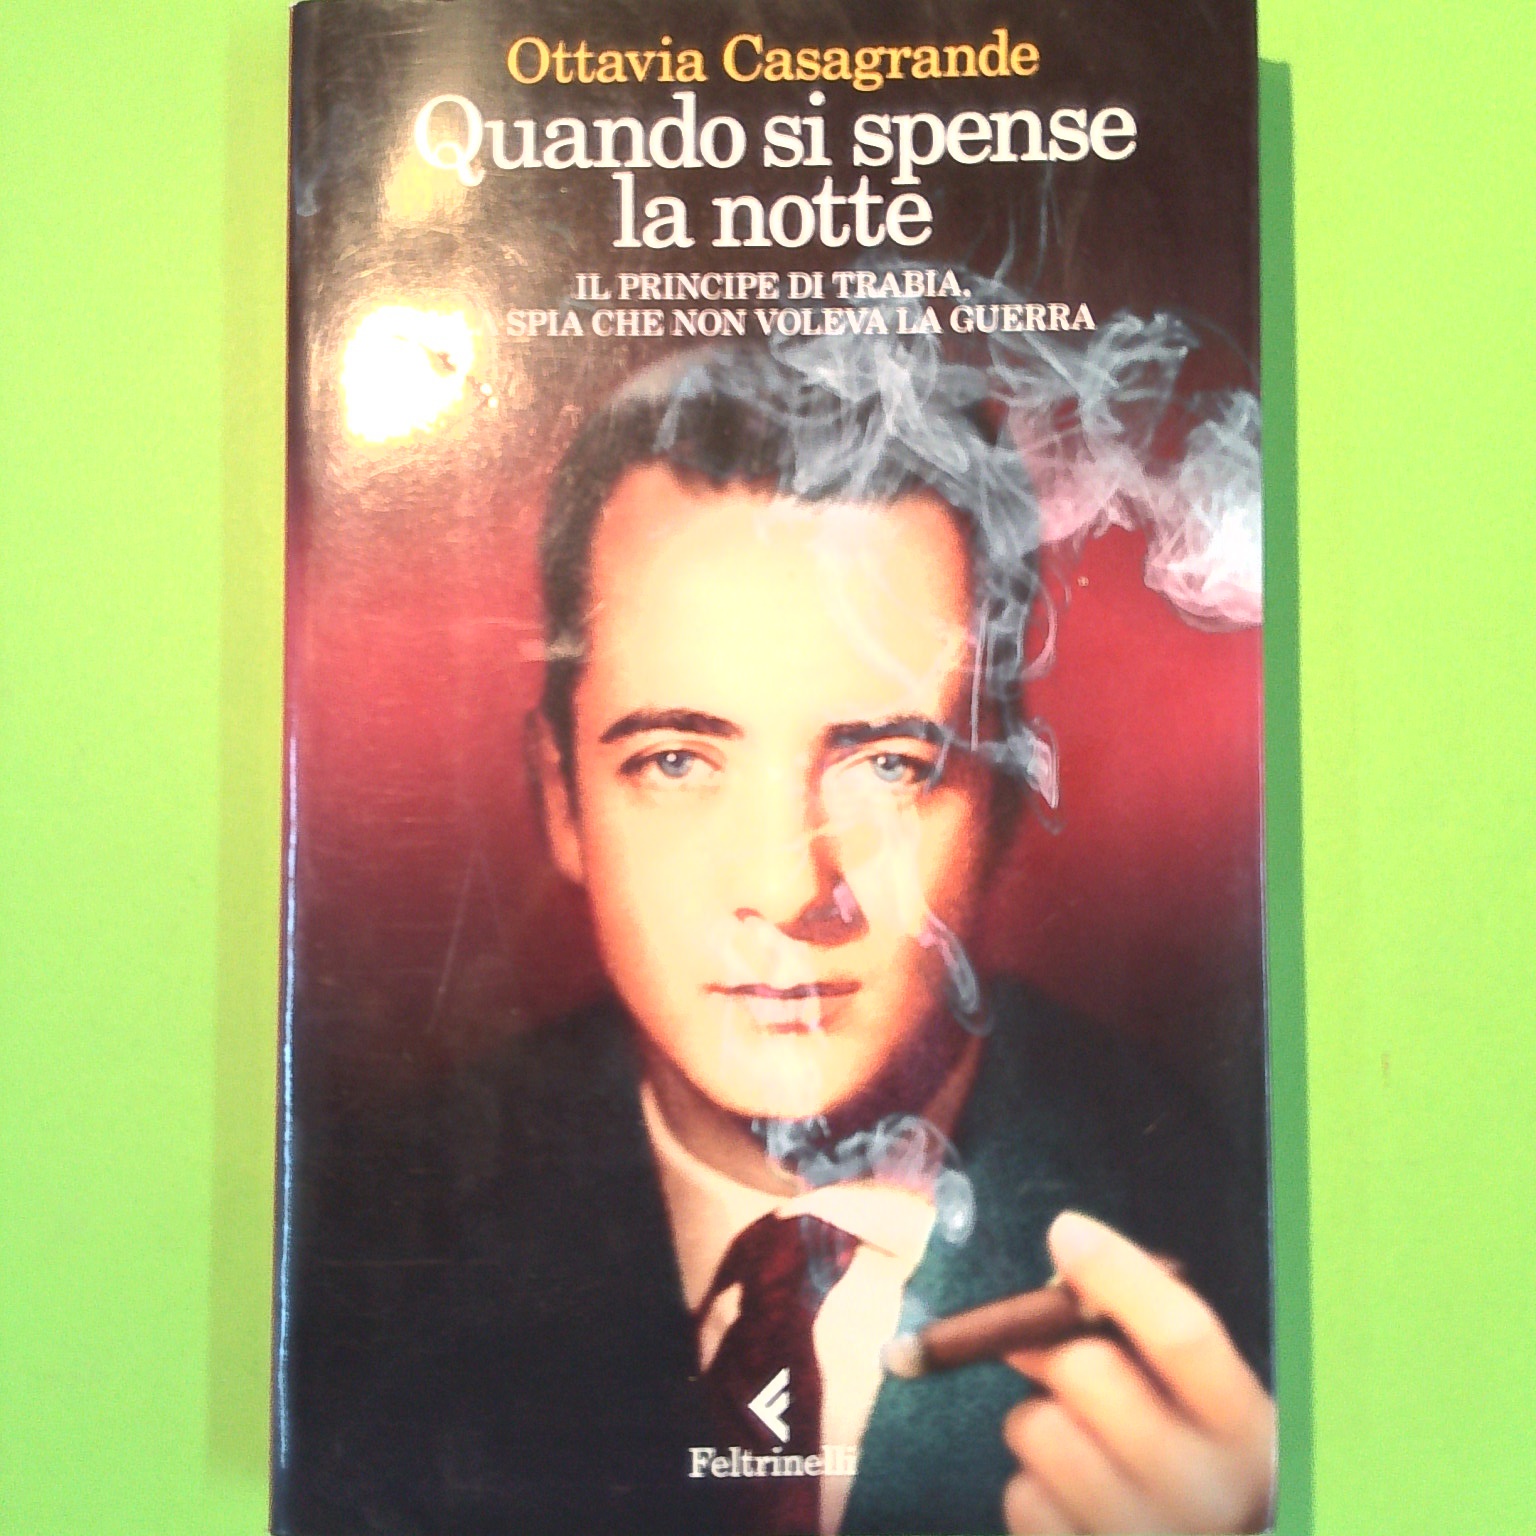 Ottavia Casagrande
Quando si spense
la notte
IL PRINCIPE DI TRABIA.
SPIA CHE NON VOLEVA LA GUERRA
Feltrinelli